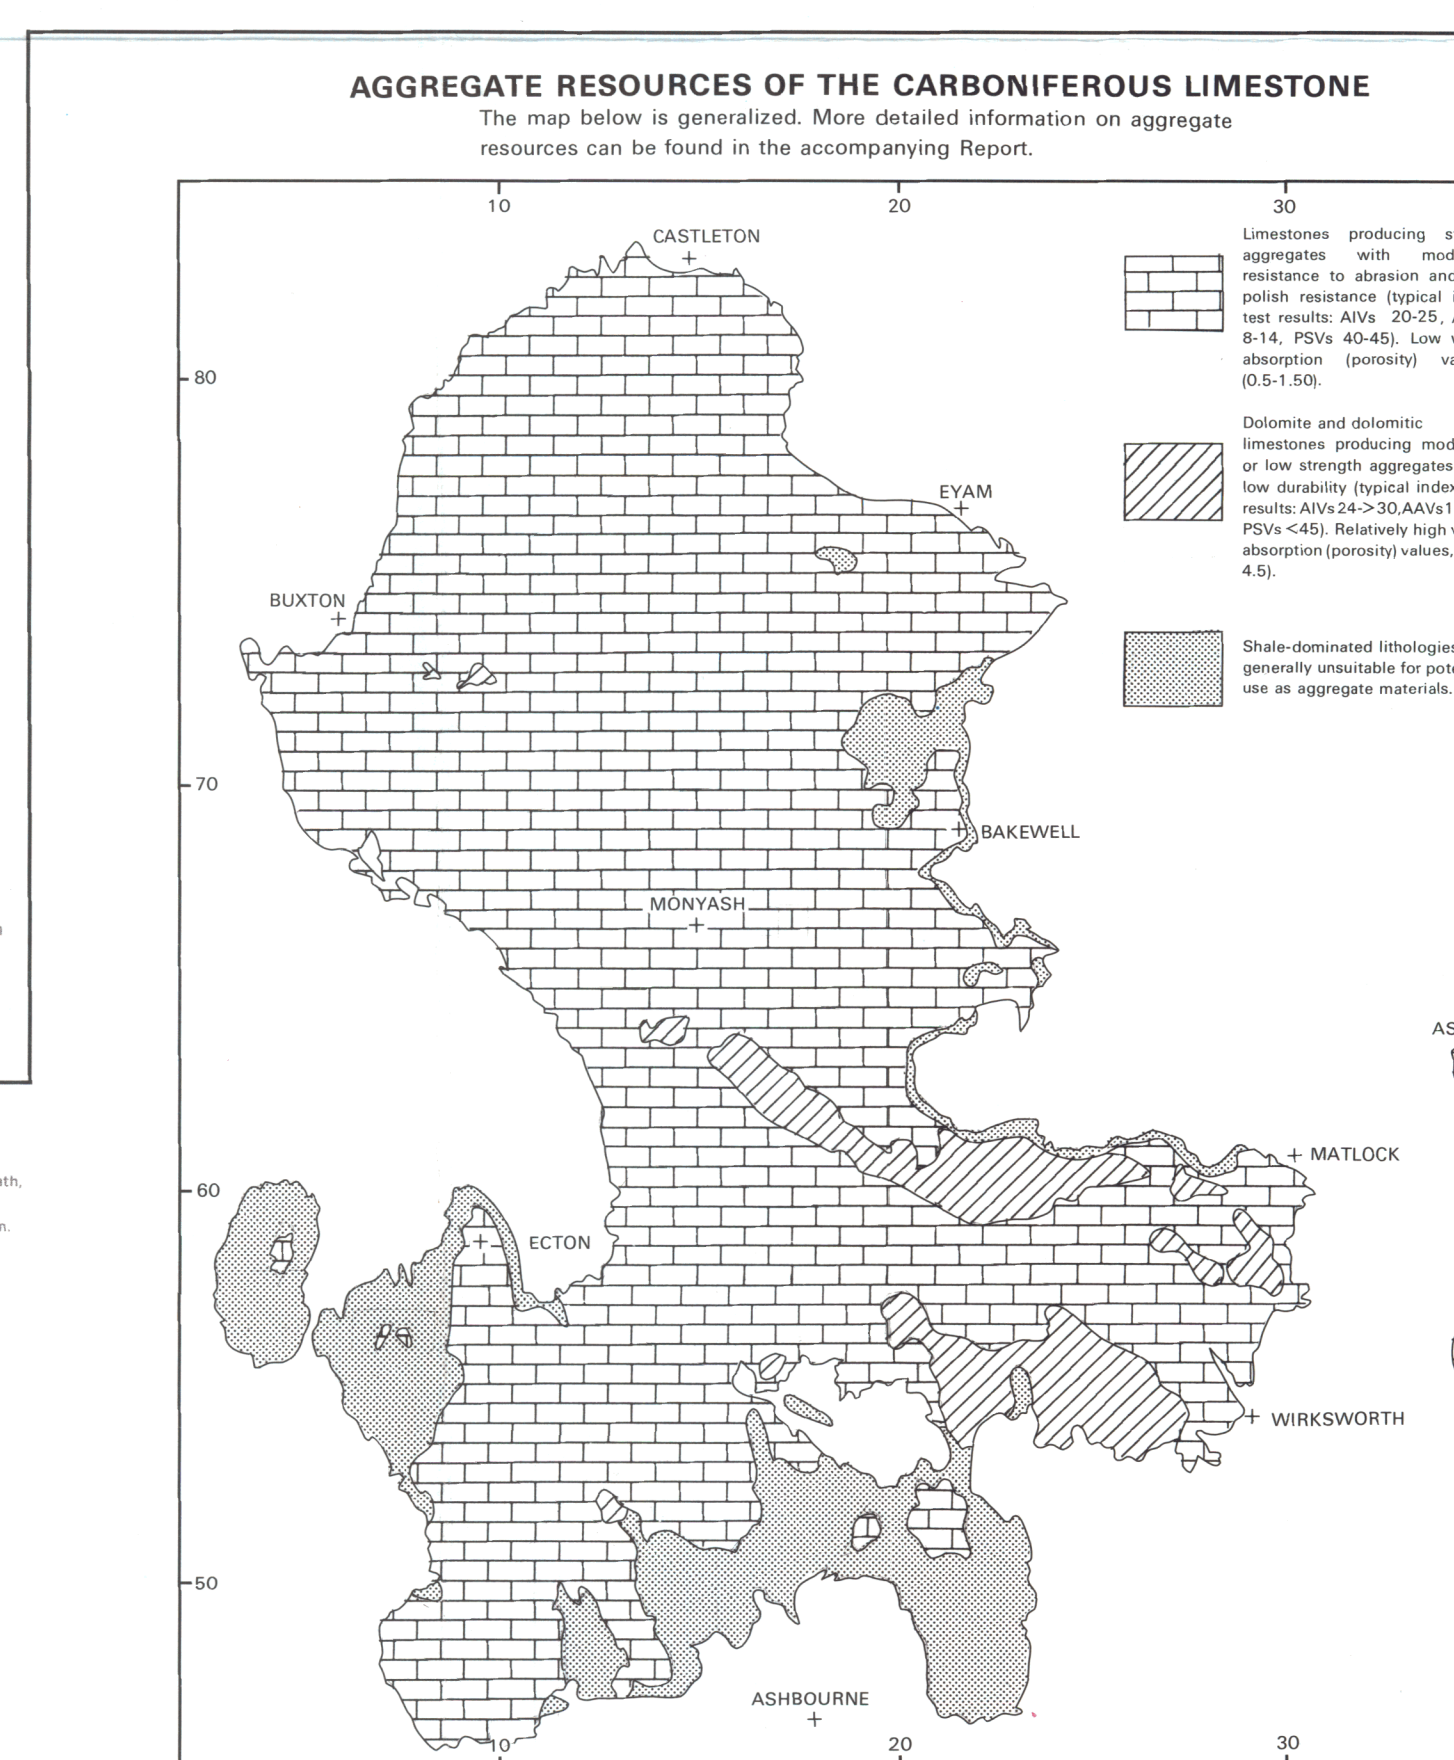 AGGREGATE RESOURCES OF THE CARBONIFEROUS LIMESTONE
The map below is generalized. More detailed information on aggregate
resources can be found in the accompanying Report.
10
20
30
CASTLETON
Limestones producing
aggregates with
resistance to abrasion and
polish resistance (typical
test results: AIVs 20-25,
8-14, PSVs 40-45). Low
absorption (porosity)
(0.5-1.50).
80
Dolomite and dolomitic
limestones producing
or low strength aggregates
low durability (typical index
results: AIVs 24->30, AAVs 1
PSVs <45). Relatively high
absorption (porosity) values,
4.5).
EYAM
BUXTON
Shale-dominated lithologies
generally unsuitable for
use as aggregate materials.
70
BAKEWELL
MONYASH
AS
MATLOCK
ath,
60
n.
ECTON
WIRKSWORTH
50
ASHBOURNE
10
20
30